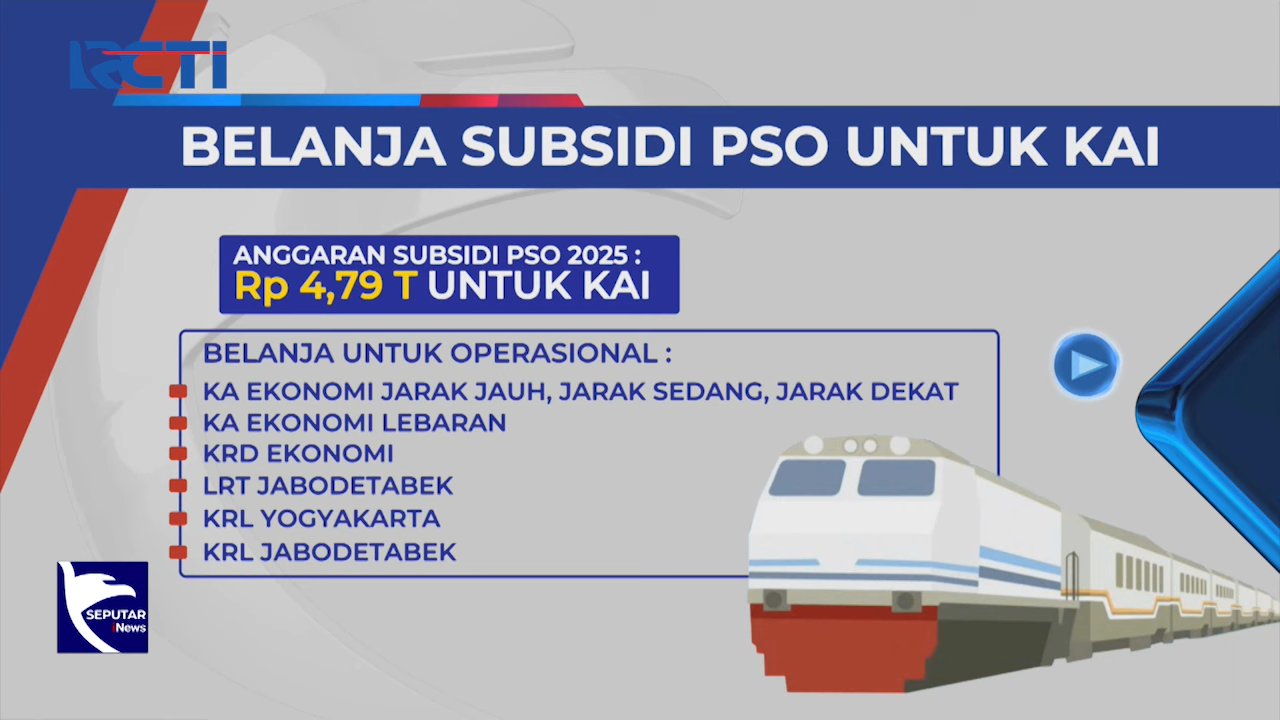 RCTI
BELANJA SUBSIDI PSO UNTUK KAI
ANGGARAN SUBSIDI PSO 2025 :
Rp 4,79 T UNTUK KAI
BELANJA UNTUK OPERASIONAL :
KA EKONOMI JARAK JAUH, JARAK SEDANG, JARAK DEKAT
KA EKONOMI LEBARAN
KRD EKONOMI
LRT JABODETABEK
KRL YOGYAKARTA
KRL JABODETABEK
SEPUTAR
iNews